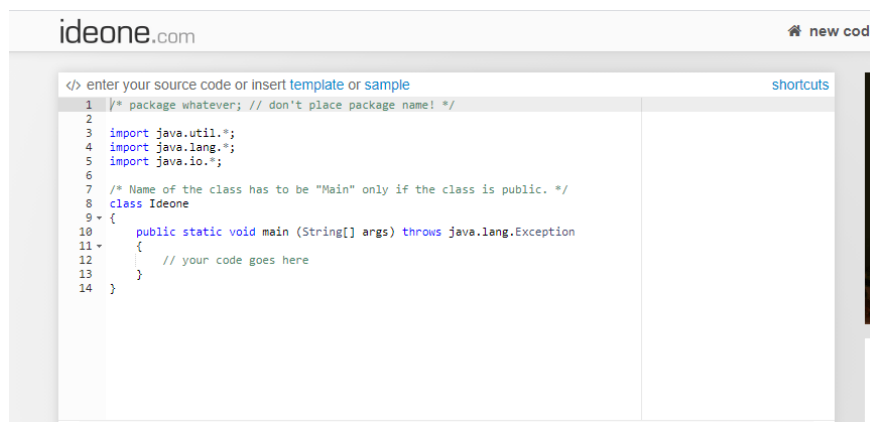 ideone.com
new cod
</> enter your source code or insert template or sample
shortcuts
1 /* package whatever; // don't place package name! */
2
3 import java.util.*;
4 import java.lang.*;
5 import java.io.*;
6
7 /* Name of the class has to be "Main" only if the class is public. */
8 class Ideone
9 {
10 public static void main (String[] args) throws java.lang.Exception
11 {
12 // your code goes here
13 }
14 }